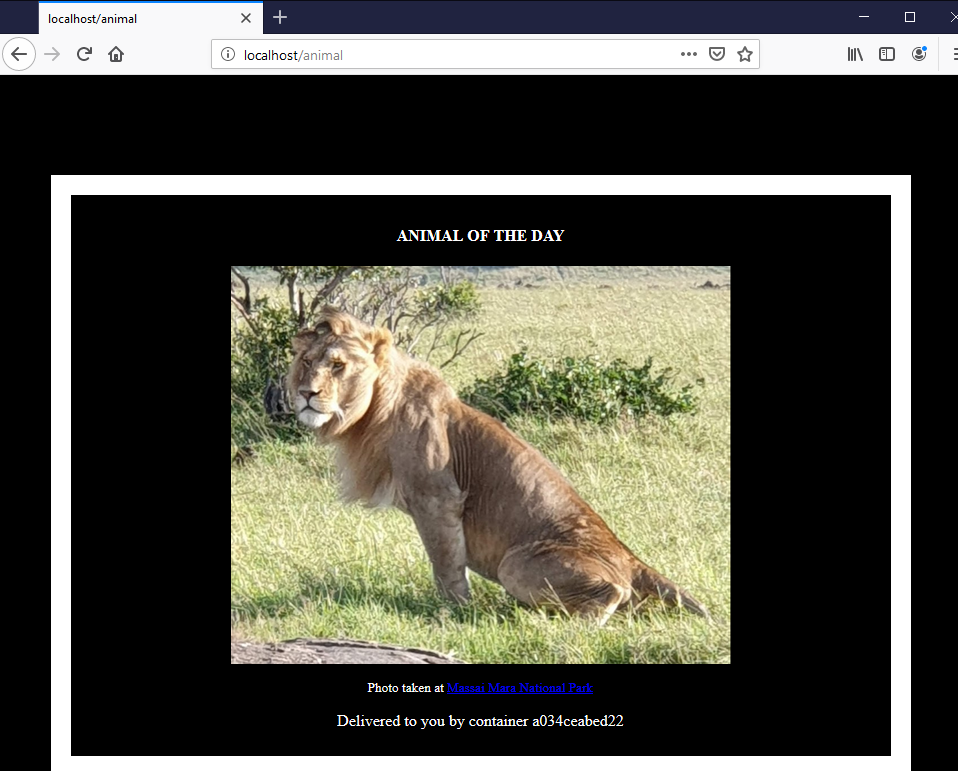 localhost/animal
localhost/animal
ANIMAL OF THE DAY
Photo taken at Massai Mara National Park
Delivered to you by container a034ceabed22